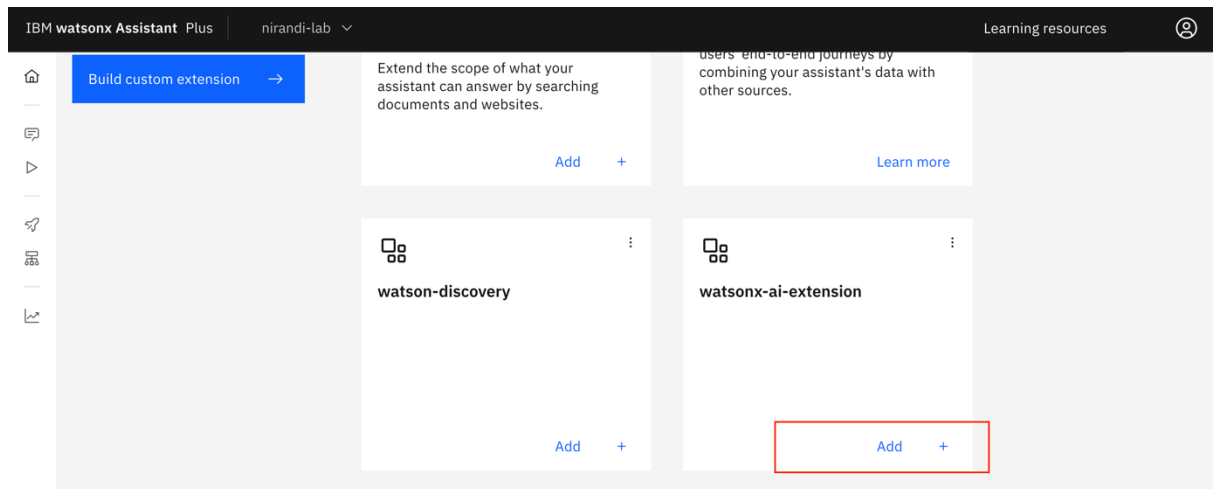 IBM watsonx Assistant Plus
nirandi-lab
Learning resources
Build custom extension
Extend the scope of what your
assistant can answer by searching
documents and websites.
Add +
users' end-to-end journeys by
combining your assistant's data with
other sources.
Learn more
watson-discovery
Add +
watsonx-ai-extension
Add +